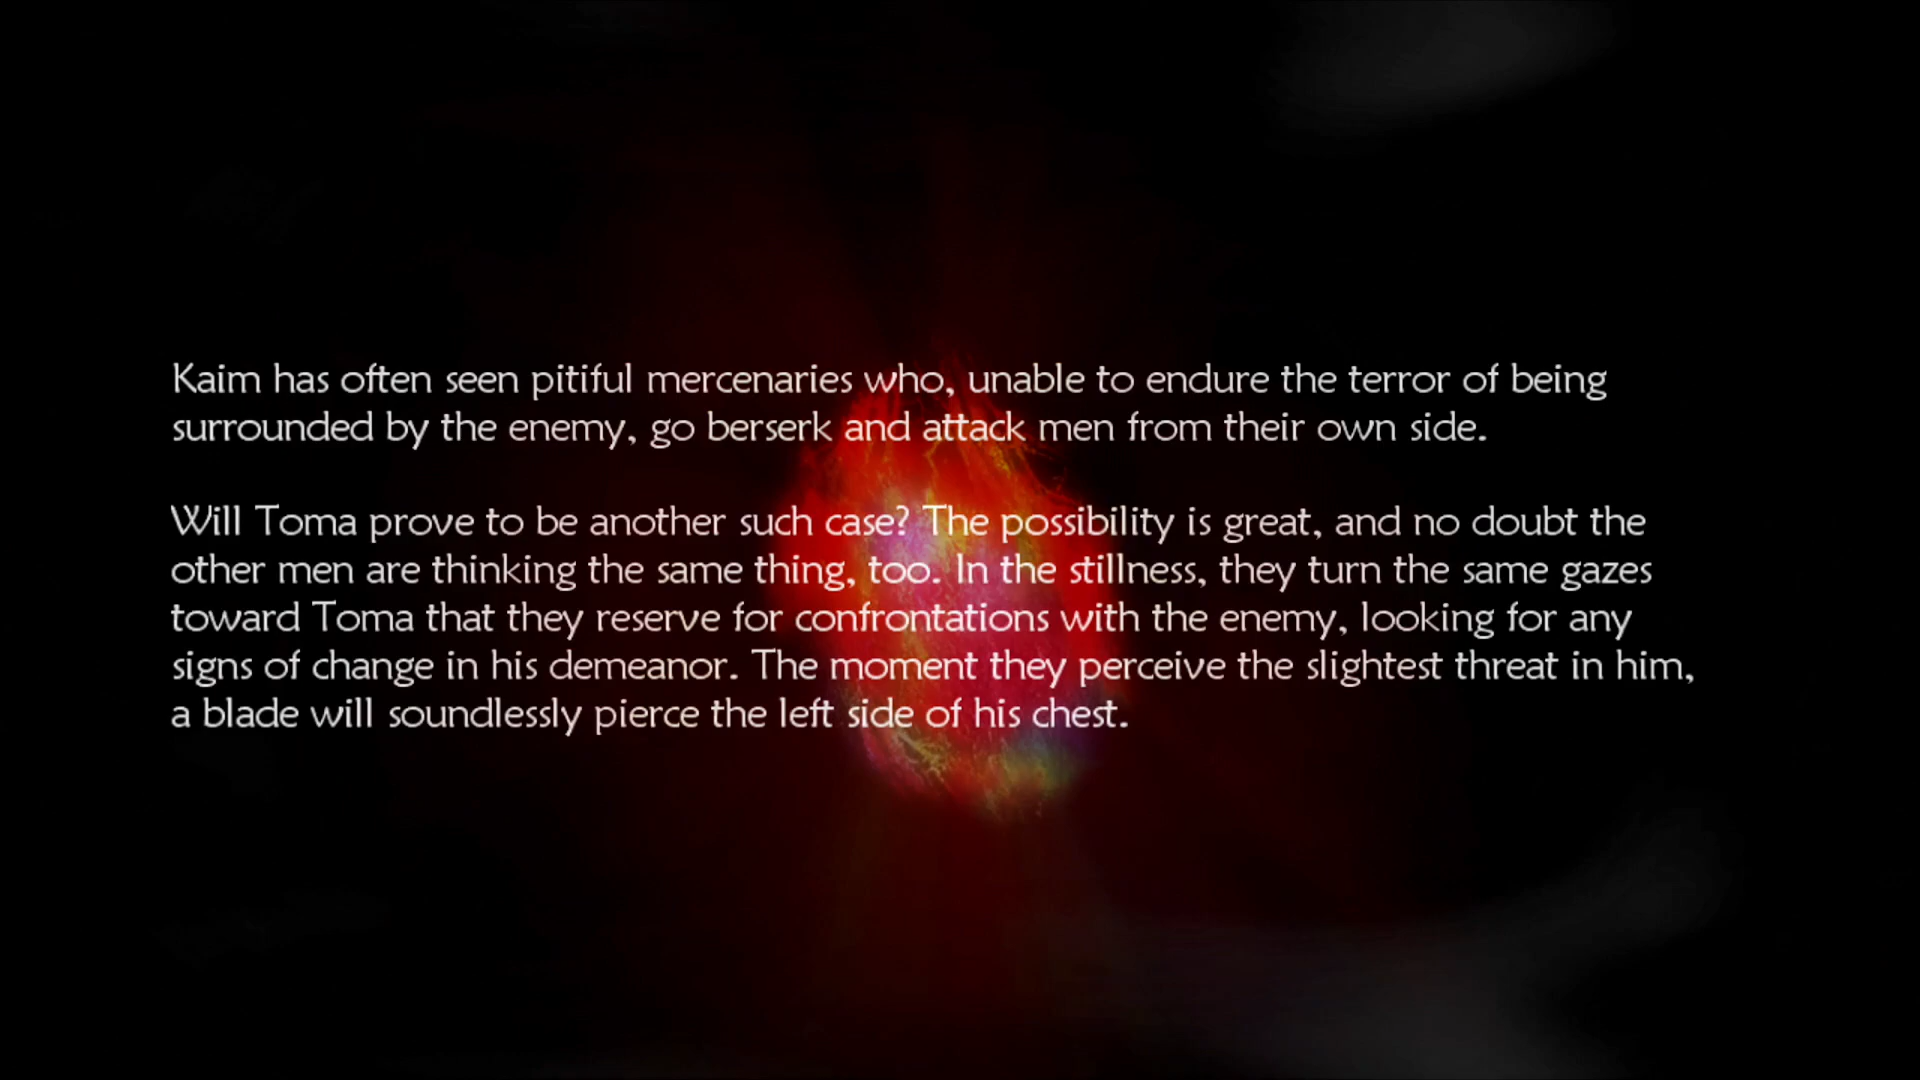 Kaim has often seen pitiful mercenaries who, unable to endure the terror of being
surrounded by the enemy, go berserk and attack men from their own side.
Will Toma prove to be another such case? The possibility is great, and no doubt the
other men are thinking the same thing, too. In the stillness, they turn the same gazes
toward Toma that they reserve for confrontations with the enemy, looking for any
signs of change in his demeanor. The moment they perceive the slightest threat in him,
a blade will soundlessly pierce the left side of his chest.